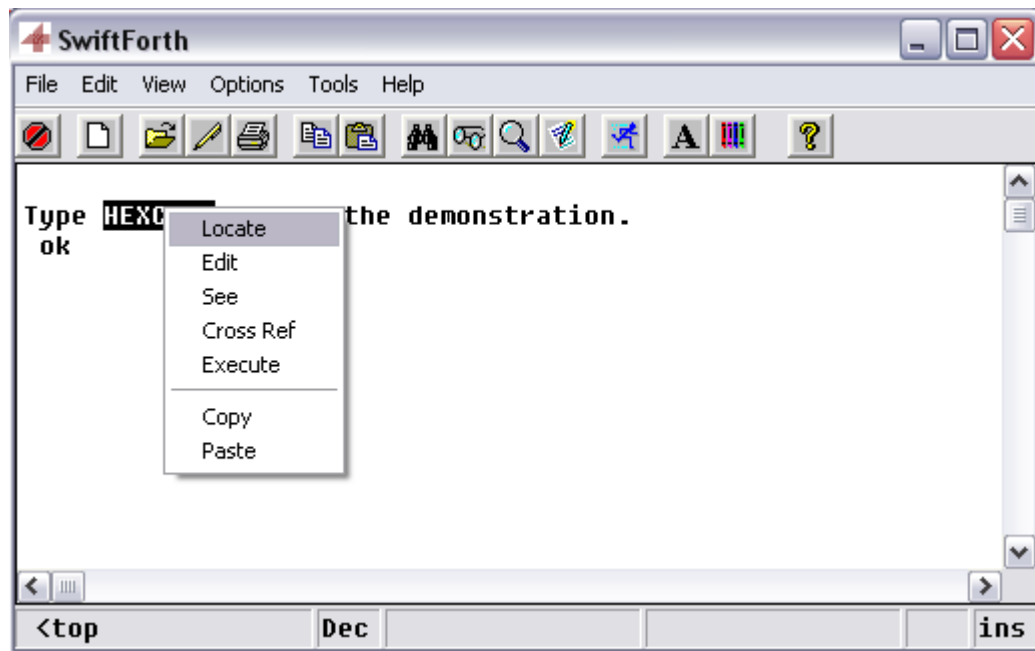 SwiftForth
File Edit View Options Tools Help
Type the demonstration.
ok
Locate
Edit
See
Cross Ref
Execute
Copy
Paste
<top Dec ins